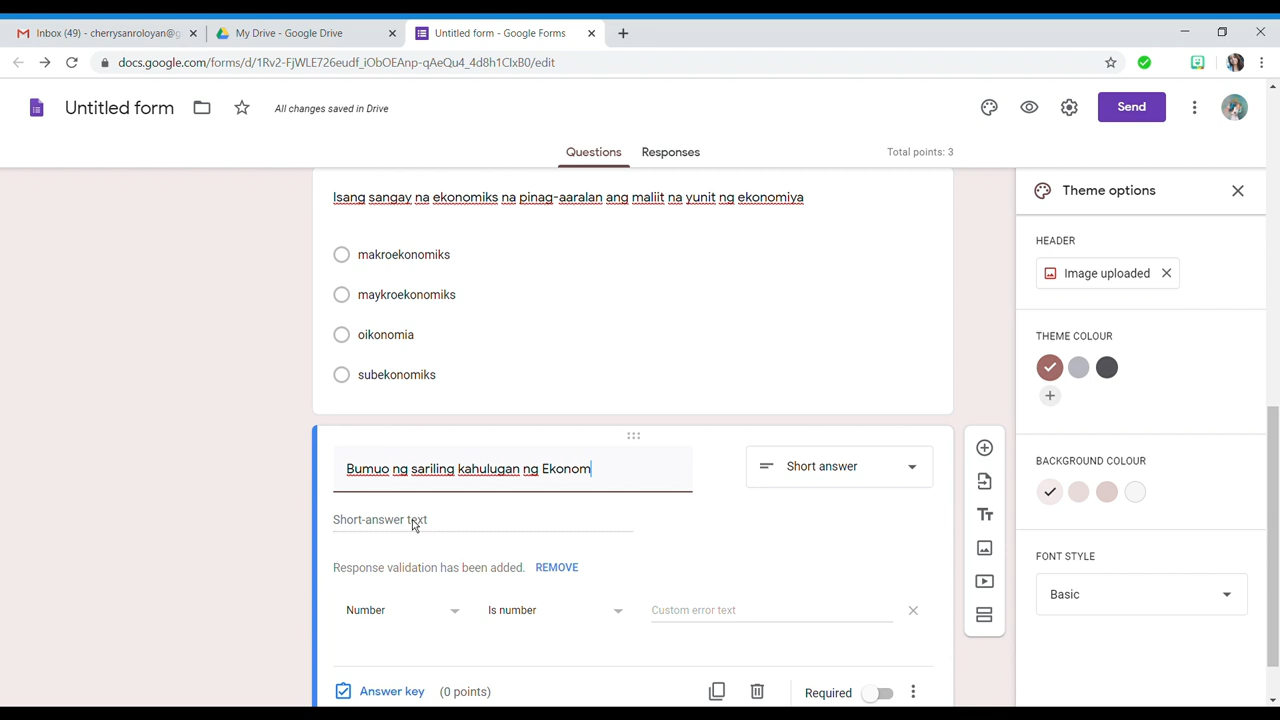 Inbox (49) - cherrysanroloyan@g
My Drive - Google Drive
Untitled form - Google Forms
docs.google.com/forms/d/1Rv2-FjWLE726eudf_iObOEAnp-qAeQu4_4d8h1ClxB0/edit
Untitled form
All changes saved in Drive
Send
Questions
Responses
Total points: 3
Isang sangay na ekonomiks na pinag-aaralan ang maliit na yunit ng ekonomiya
makroekonomiks
maykroekonomiks
oikonomia
subekonomiks
Bumuo ng sariling kahulugan ng Ekonom
Short answer
Short-answer text
Response validation has been added. REMOVE
Number
Is number
Custom error text
Answer key (0 points)
Required
Tт
Theme options
HEADER
Image uploaded
THEME COLOUR
BACKGROUND COLOUR
FONT STYLE
Basic